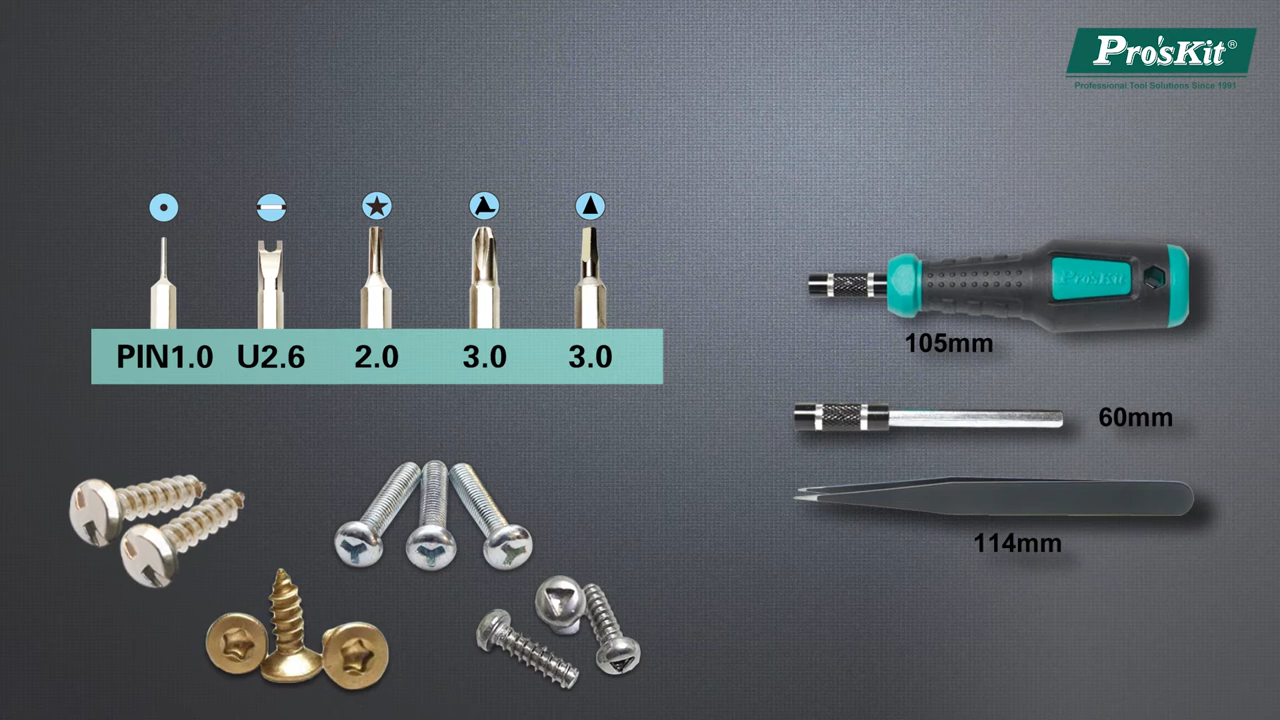 Pro'sKit®
Professional Tool Solutions Since 1991
PIN1.0 U2.6 2.0 3.0 3.0
Pro'sKit
105mm
60mm
114mm